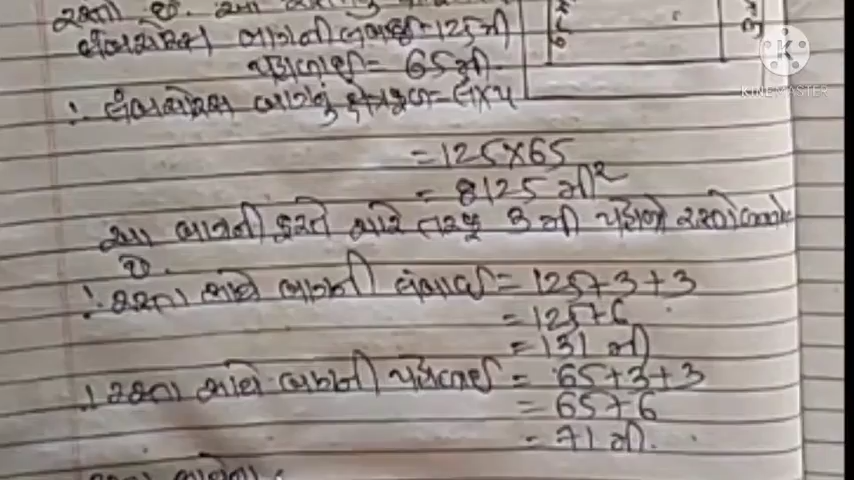 લંબચોરસ બાગની લંબાઈ = 125 મી
પહોળાઈ = 65 મી.
∴ લંબચોરસ બાગનું ક્ષેત્રફળ = લ × પ
= 125 × 65
= 8125 મી²
આ બાગની ફરતે ચારે તરફ 3 મી પહોળો રસ્તો
છે.
∴ રસ્તા સાથે બાગની લંબાઈ = 125 + 3 + 3
= 125 + 6
= 131 મી
∴ રસ્તા સાથે બાગની પહોળાઈ = 65 + 3 + 3
= 65 + 6
= 71 મી.
KINEMASTER